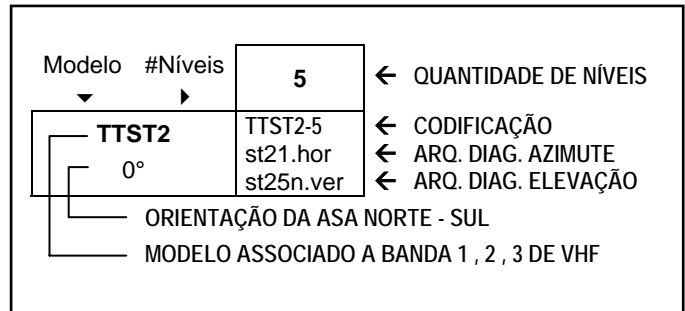 Modelo #Níveis 5 QUANTIDADE DE NÍVEIS
TTST2 TTST2-5 CODIFICAÇÃO
0° st21.hor ARQ. DIAG. AZIMUTE
st25n.ver ARQ. DIAG. ELEVAÇÃO
ORIENTAÇÃO DA ASA NORTE - SUL
MODELO ASSOCIADO A BANDA 1 , 2 , 3 DE VHF